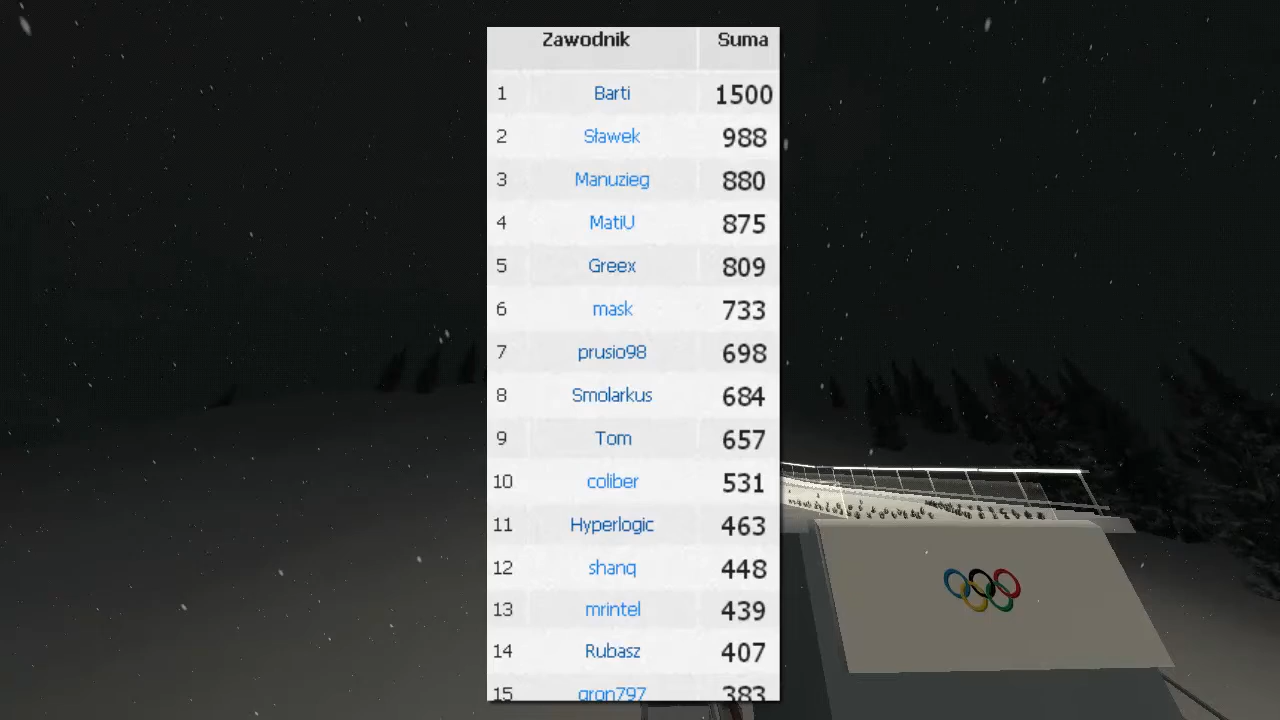 Zawodnik Suma
1 Barti 1500
2 Sławek 988
3 Manuzieg 880
4 MatiU 875
5 Greex 809
6 mask 733
7 prusio98 698
8 Smolarkus 684
9 Tom 657
10 coliber 531
11 Hyperlogic 463
12 shanq 448
13 mrintel 439
14 Rubasz 407
15 gron797 383